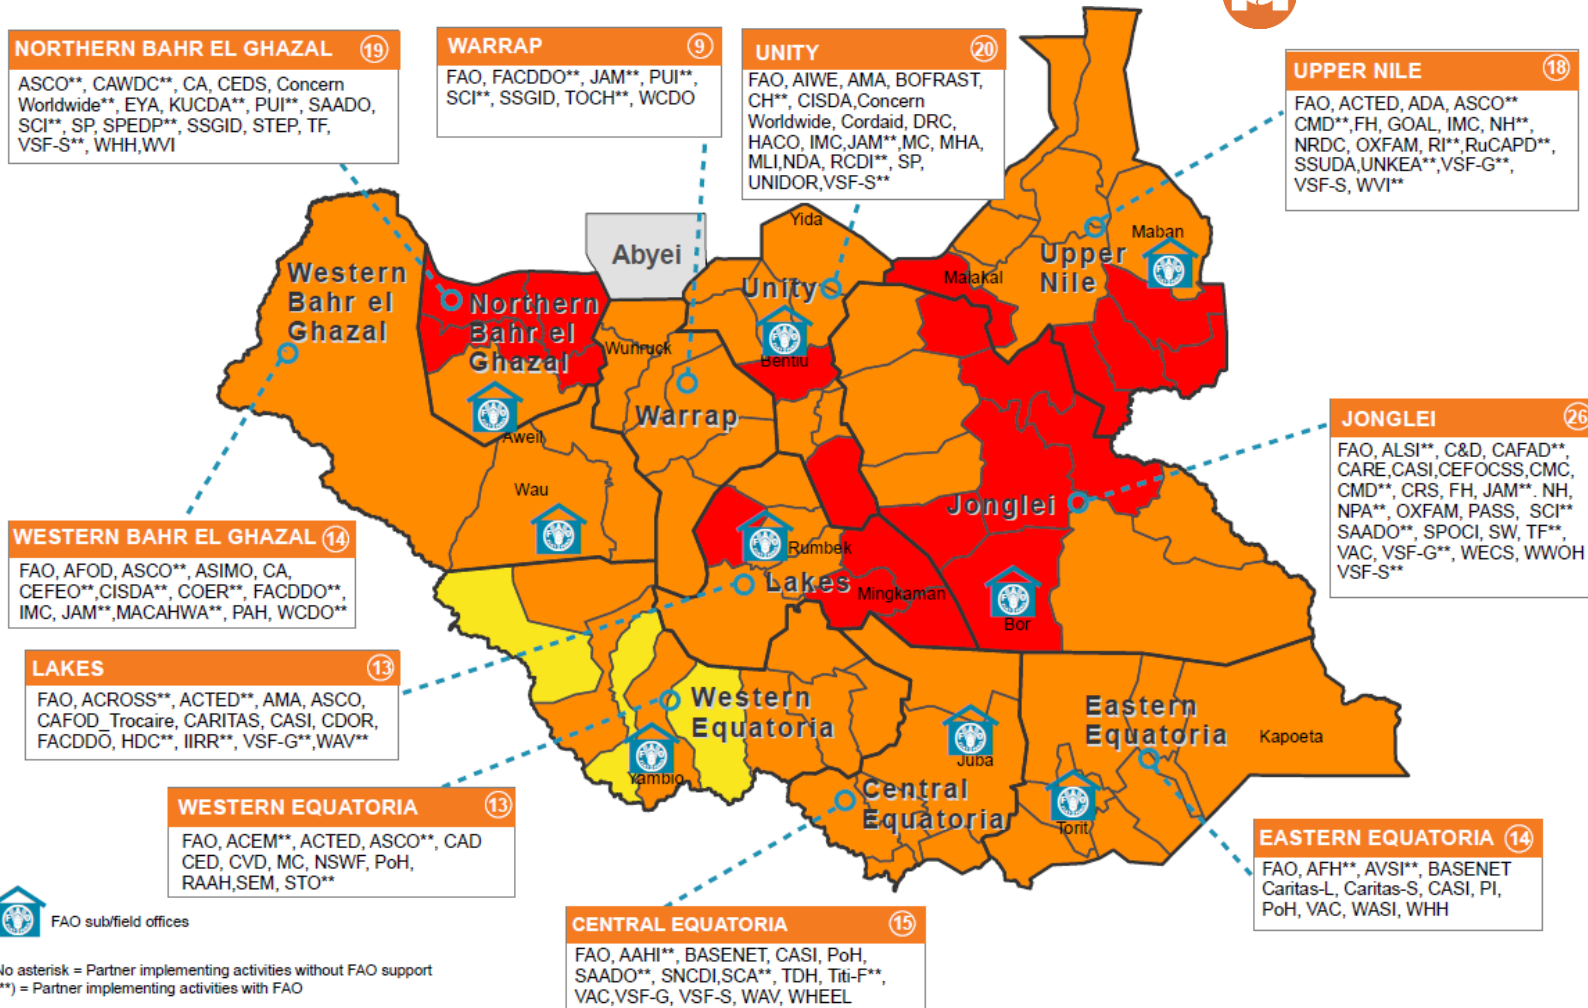 NORTHERN BAHR EL GHAZAL 19
ASCO**, CAWDC**, CA, CEDS, Concern
Worldwide**, EYA, KUCDA**, PUI**, SAADO,
SCI**, SP, SPEDP**, SSGID, STEP, TF,
VSF-S**, WHH,WVI
WARRAP 9
FAO, FACDDO**, JAM**, PUI**,
SCI**, SSGID, TOCH**, WCDO
UNITY 20
FAO, AIWE, AMA, BOFRAST,
CH**, CISDA,Concern
Worldwide, Cordaid, DRC,
HACO, IMC,JAM**,MC, MHA,
MLI,NDA, RCDI**, SP,
UNIDOR,VSF-S**
UPPER NILE 18
FAO, ACTED, ADA, ASCO**
CMD**,FH, GOAL, IMC, NH**,
NRDC, OXFAM, RI**,RuCAPD**,
SSUDA,UNKEA**,VSF-G**,
VSF-S, WVI**
Yida
Abyei
Maban
Upper
Nile
Malakal
Unity
Bentiu
Western
Bahr el
Ghazal
Northern
Bahr el
Ghazal
Wunruck
Warrap
Aweil
Wau
Rumbek
Lakes
Mingkaman
Jonglei
Bor
JONGLEI 26
FAO, ALSI**, C&D, CAFAD**,
CARE,CASI,CEFOCSS,CMC,
CMD**, CRS, FH, JAM**. NH,
NPA**, OXFAM, PASS, SCI**
SAADO**, SPOCI, SW, TF**,
VAC, VSF-G**, WECS, WWOH
VSF-S**
WESTERN BAHR EL GHAZAL 14
FAO, AFOD, ASCO**, ASIMO, CA,
CEFEO**,CISDA**, COER**, FACDDO**,
IMC, JAM**,MACAHWA**, PAH, WCDO**
LAKES 13
FAO, ACROSS**, ACTED**, AMA, ASCO,
CAFOD_Trocaire, CARITAS, CASI, CDOR,
FACDDO, HDC**, IIRR**, VSF-G**,WAV**
Western
Equatoria
Yambio
Juba
Central
Equatoria
Eastern
Equatoria
Kapoeta
Torit
WESTERN EQUATORIA 13
FAO, ACEM**, ACTED, ASCO**, CAD
CED, CVD, MC, NSWF, PoH,
RAAH,SEM, STO**
EASTERN EQUATORIA 14
FAO, AFH**, AVSI**, BASENET
Caritas-L, Caritas-S, CASI, PI,
PoH, VAC, WASI, WHH
CENTRAL EQUATORIA 15
FAO, AAHI**, BASENET, CASI, PoH,
SAADO**, SNCDI,SCA**, TDH, Titi-F**,
VAC,VSF-G, VSF-S, WAV, WHEEL
FAO sub/field offices
No asterisk = Partner implementing activities without FAO support
**) = Partner implementing activities with FAO